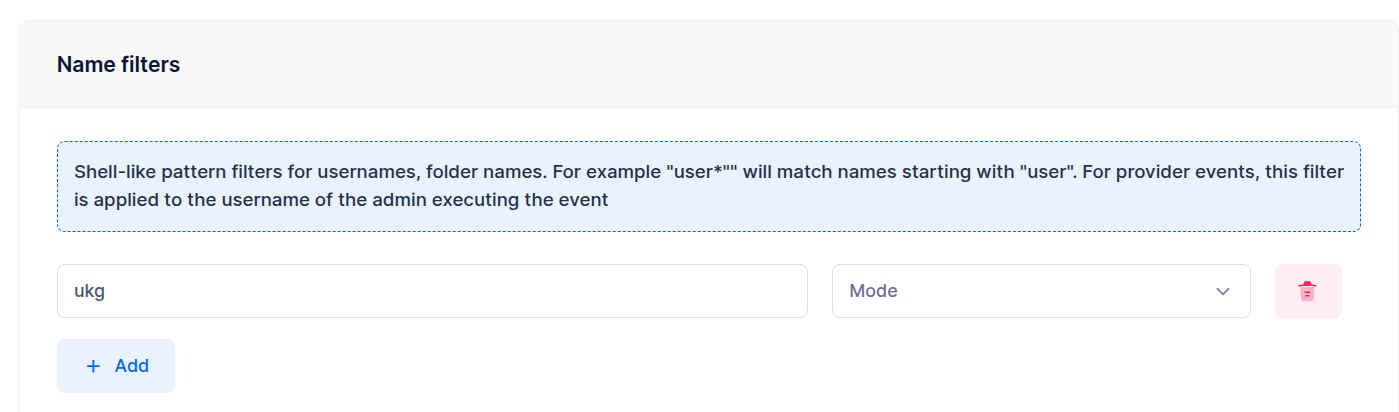 Name filters
Shell-like pattern filters for usernames, folder names. For example "user*"" will match names starting with "user". For provider events, this filter
is applied to the username of the admin executing the event
ukg
Mode
+ Add